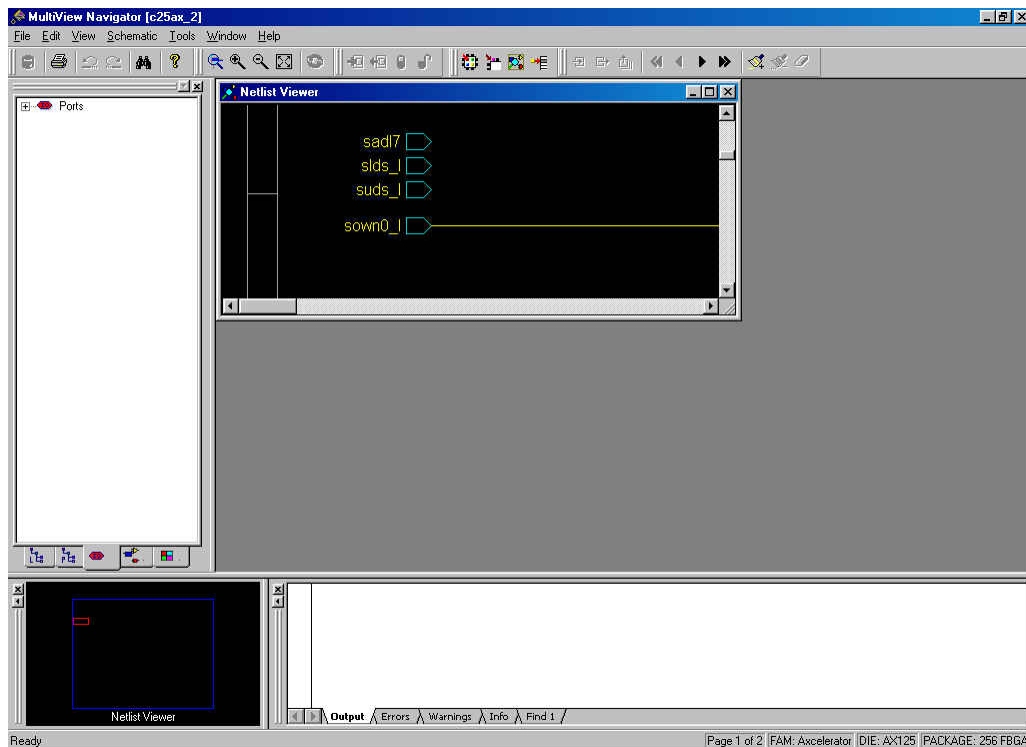 MultiView Navigator [c25ax_2]
File Edit View Schematic Tools Window Help
Ports
Netlist Viewer
sadl7
slds_l
suds_l
sown0_l
Netlist Viewer
Output Errors Warnings Info Find 1
Ready
Page 1 of 2 FAM: Axcelerator DIE: AX125 PACKAGE: 256 FBGA